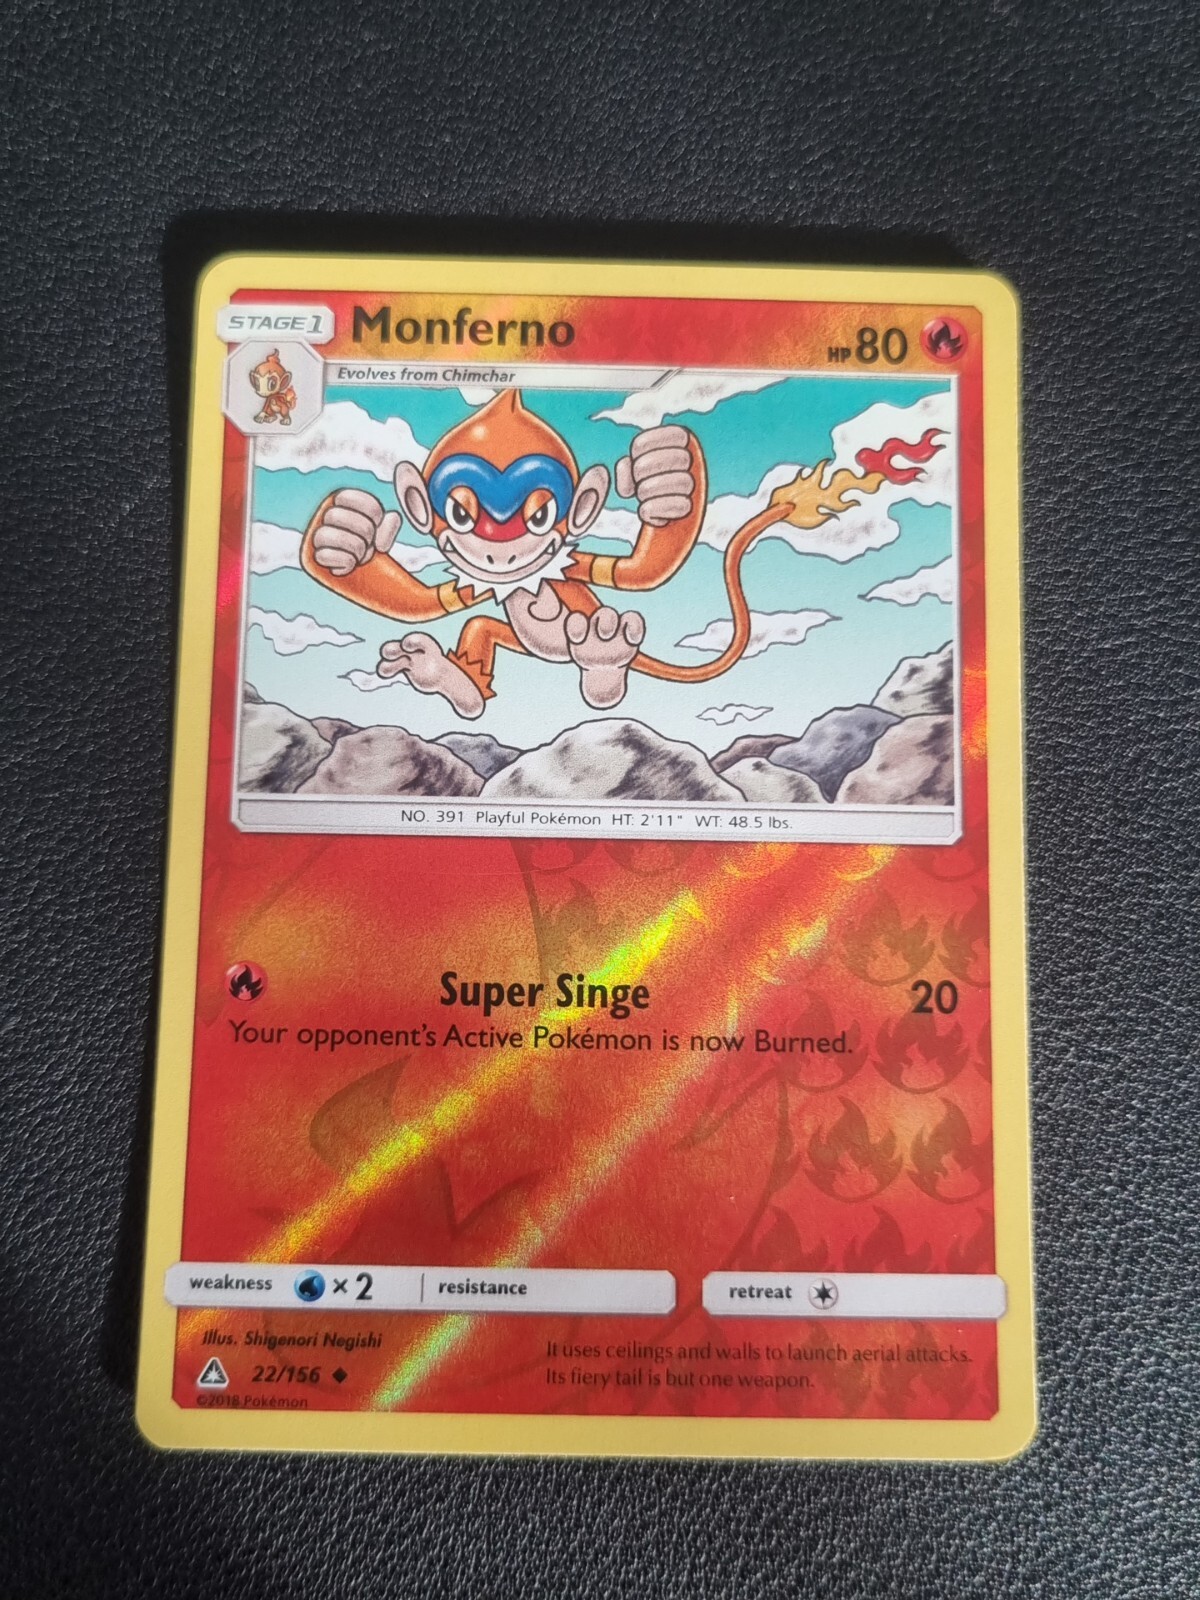 STAGE 1 Monferno HP 80
Evolves from Chimchar
NO. 391 Playful Pokémon HT: 2'11" WT: 48.5 lbs.
Super Singe 20
Your opponent's Active Pokémon is now Burned.
weakness × 2 resistance retreat
Illus. Shigenori Negishi
22/156
©2018 Pokémon
It uses ceilings and walls to launch aerial attacks.
Its fiery tail is but one weapon.